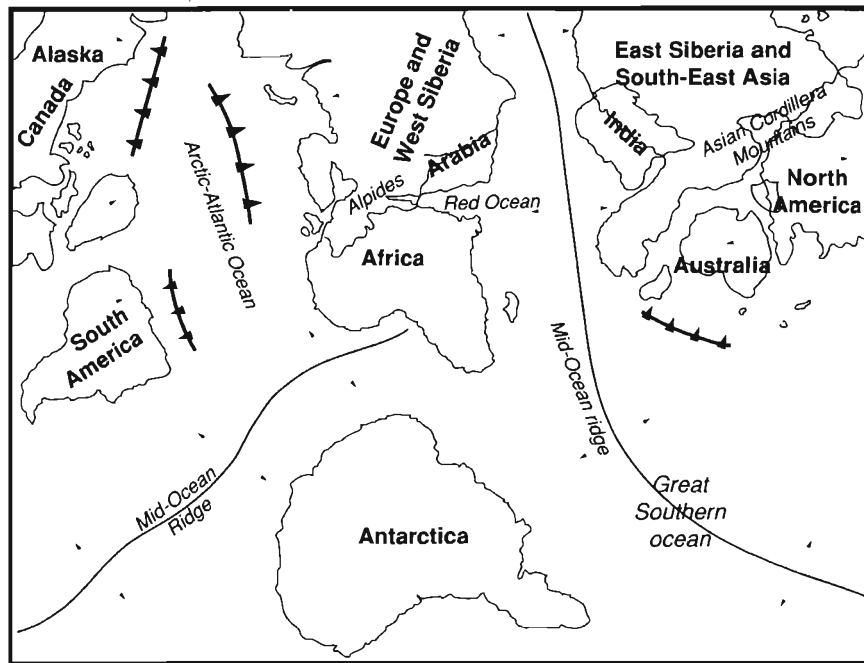 Alaska
Canada
Arctic-Atlantic Ocean
Europe and
West Siberia
Arabia
Alpides
Red Ocean
Africa
East Siberia and
South-East Asia
India
Asian Cordillera
Mountains
North
America
Australia
South
America
Mid-Ocean ridge
Mid-Ocean
Ridge
Great
Southern
ocean
Antarctica